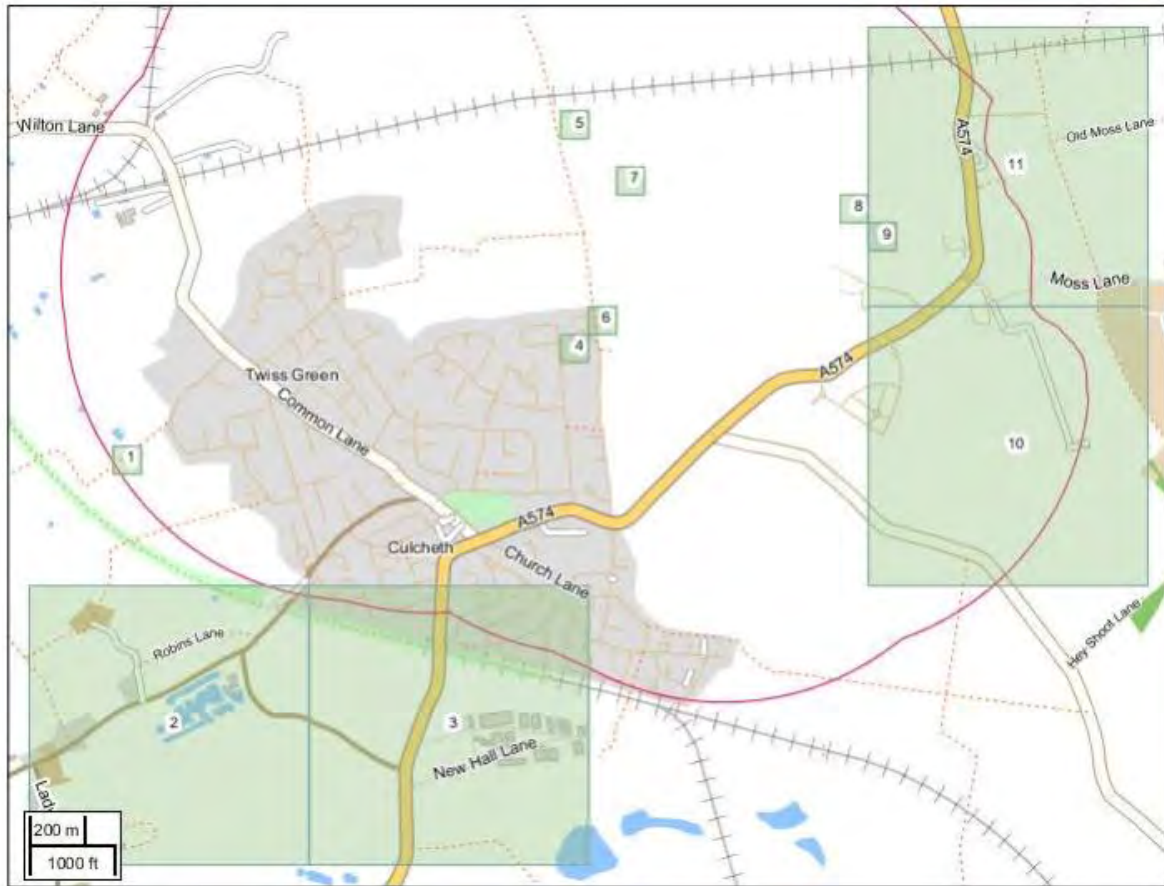 5
Wilton Lane
A574
Old Moss Lane
11
7
8
9
Moss Lane
6
4
Twiss Green
A574
Common Lane
1
10
A574
Culcheth
Church Lane
Hey Shoot Lane
Robins Lane
2
3
New Hall Lane
Lady
200 m
1000 ft